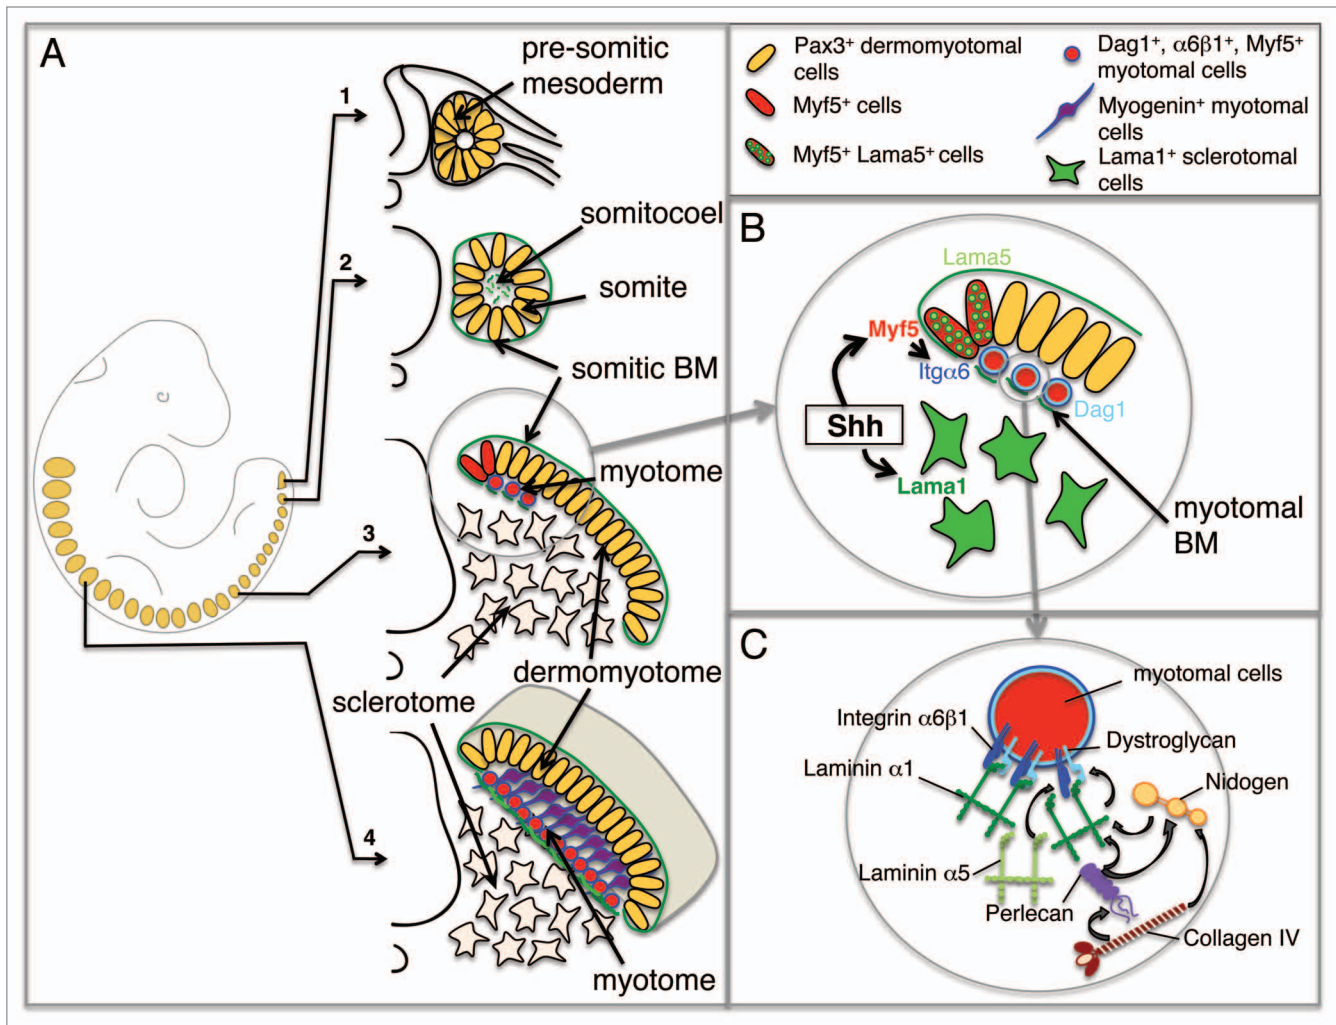 A
pre-somitic
mesoderm
1
somitocoel
2
somite
somitic BM
myotome
3
dermomyotome
sclerotome
4
myotome
Pax3⁺ dermomyotomal
cells
Myf5⁺ cells
Myf5⁺ Lama5⁺ cells
Dag1⁺, α6β1⁺, Myf5⁺
myotomal cells
Myogenin⁺ myotomal
cells
Lama1⁺ sclerotomal
cells
B
Lama5
Myf5
Itgα6
Dag1
Shh
Lama1
myotomal
BM
C
myotomal cells
Integrin α6β1
Dystroglycan
Laminin α1
Nidogen
Laminin α5
Perlecan
Collagen IV